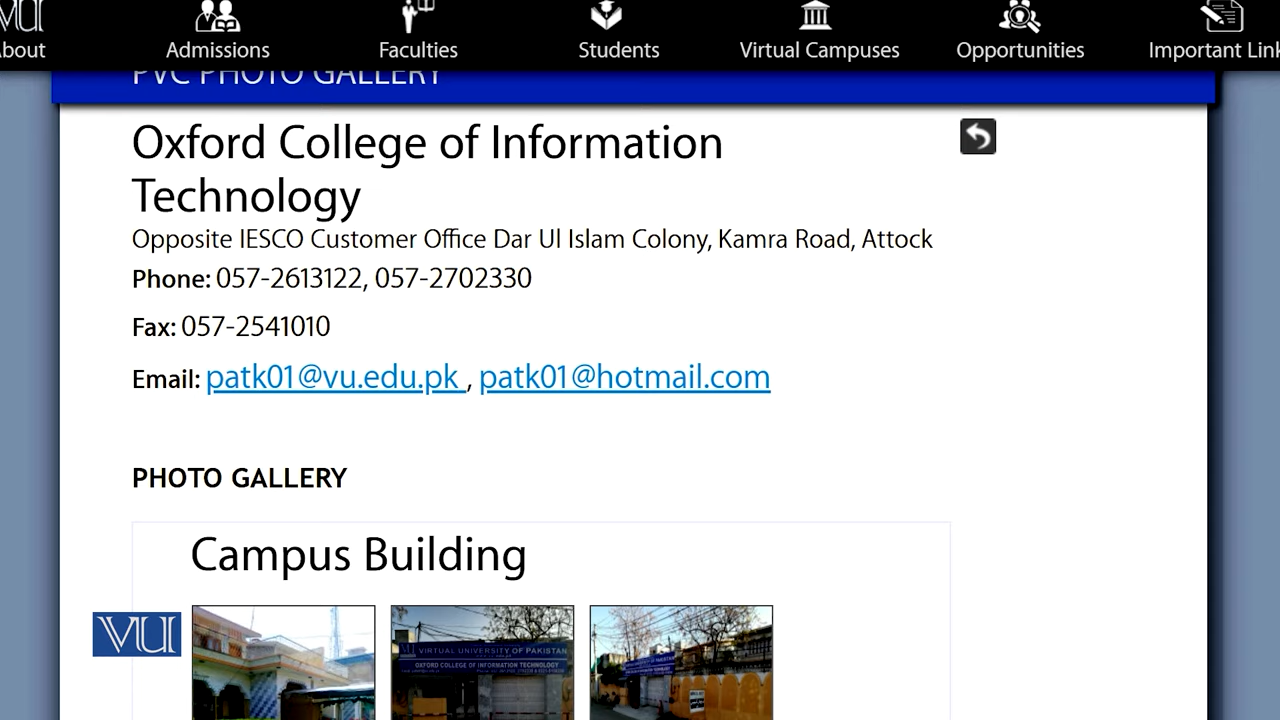 VU
About Admissions Faculties Students Virtual Campuses Opportunities Important Link
PVC PHOTO GALLERY
Oxford College of Information
Technology
Opposite IESCO Customer Office Dar Ul Islam Colony, Kamra Road, Attock
Phone: 057-2613122, 057-2702330
Fax: 057-2541010
Email: patk01@vu.edu.pk , patk01@hotmail.com
PHOTO GALLERY
Campus Building
VU
VIRTUAL UNIVERSITY OF PAKISTAN
OXFORD COLLEGE OF INFORMATION TECHNOLOGY